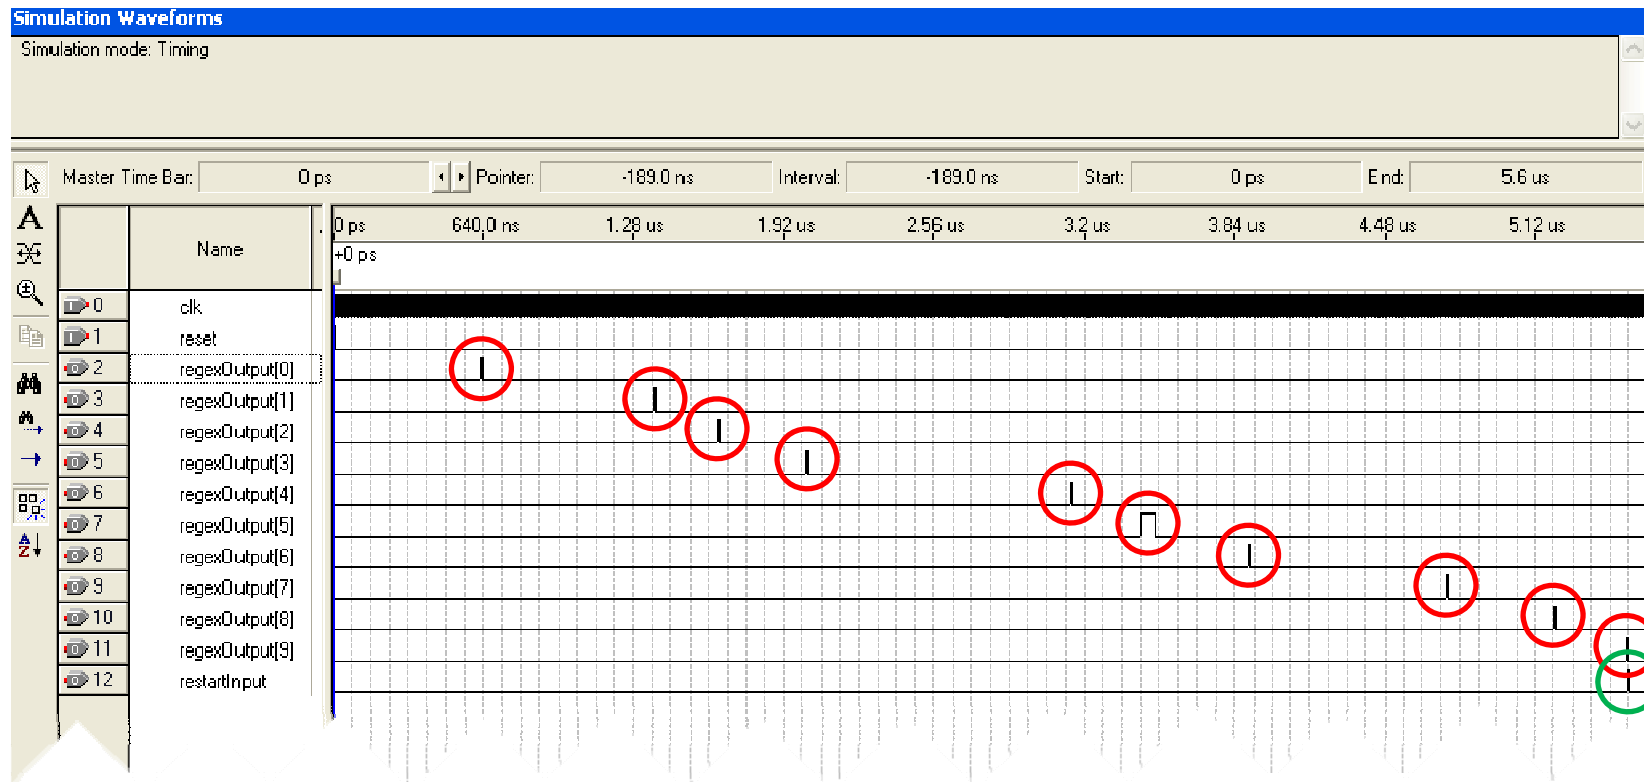 Simulation Waveforms
Simulation mode: Timing
Master Time Bar: 0 ps Pointer: -189.0 ns Interval: -189.0 ns Start: 0 ps End: 5.6 us
Name
0 ps 640.0 ns 1.28 us 1.92 us 2.56 us 3.2 us 3.84 us 4.48 us 5.12 us
+0 ps
0 clk
1 reset
2 regexOutput[0]
3 regexOutput[1]
4 regexOutput[2]
5 regexOutput[3]
6 regexOutput[4]
7 regexOutput[5]
8 regexOutput[6]
9 regexOutput[7]
10 regexOutput[8]
11 regexOutput[9]
12 restartInput